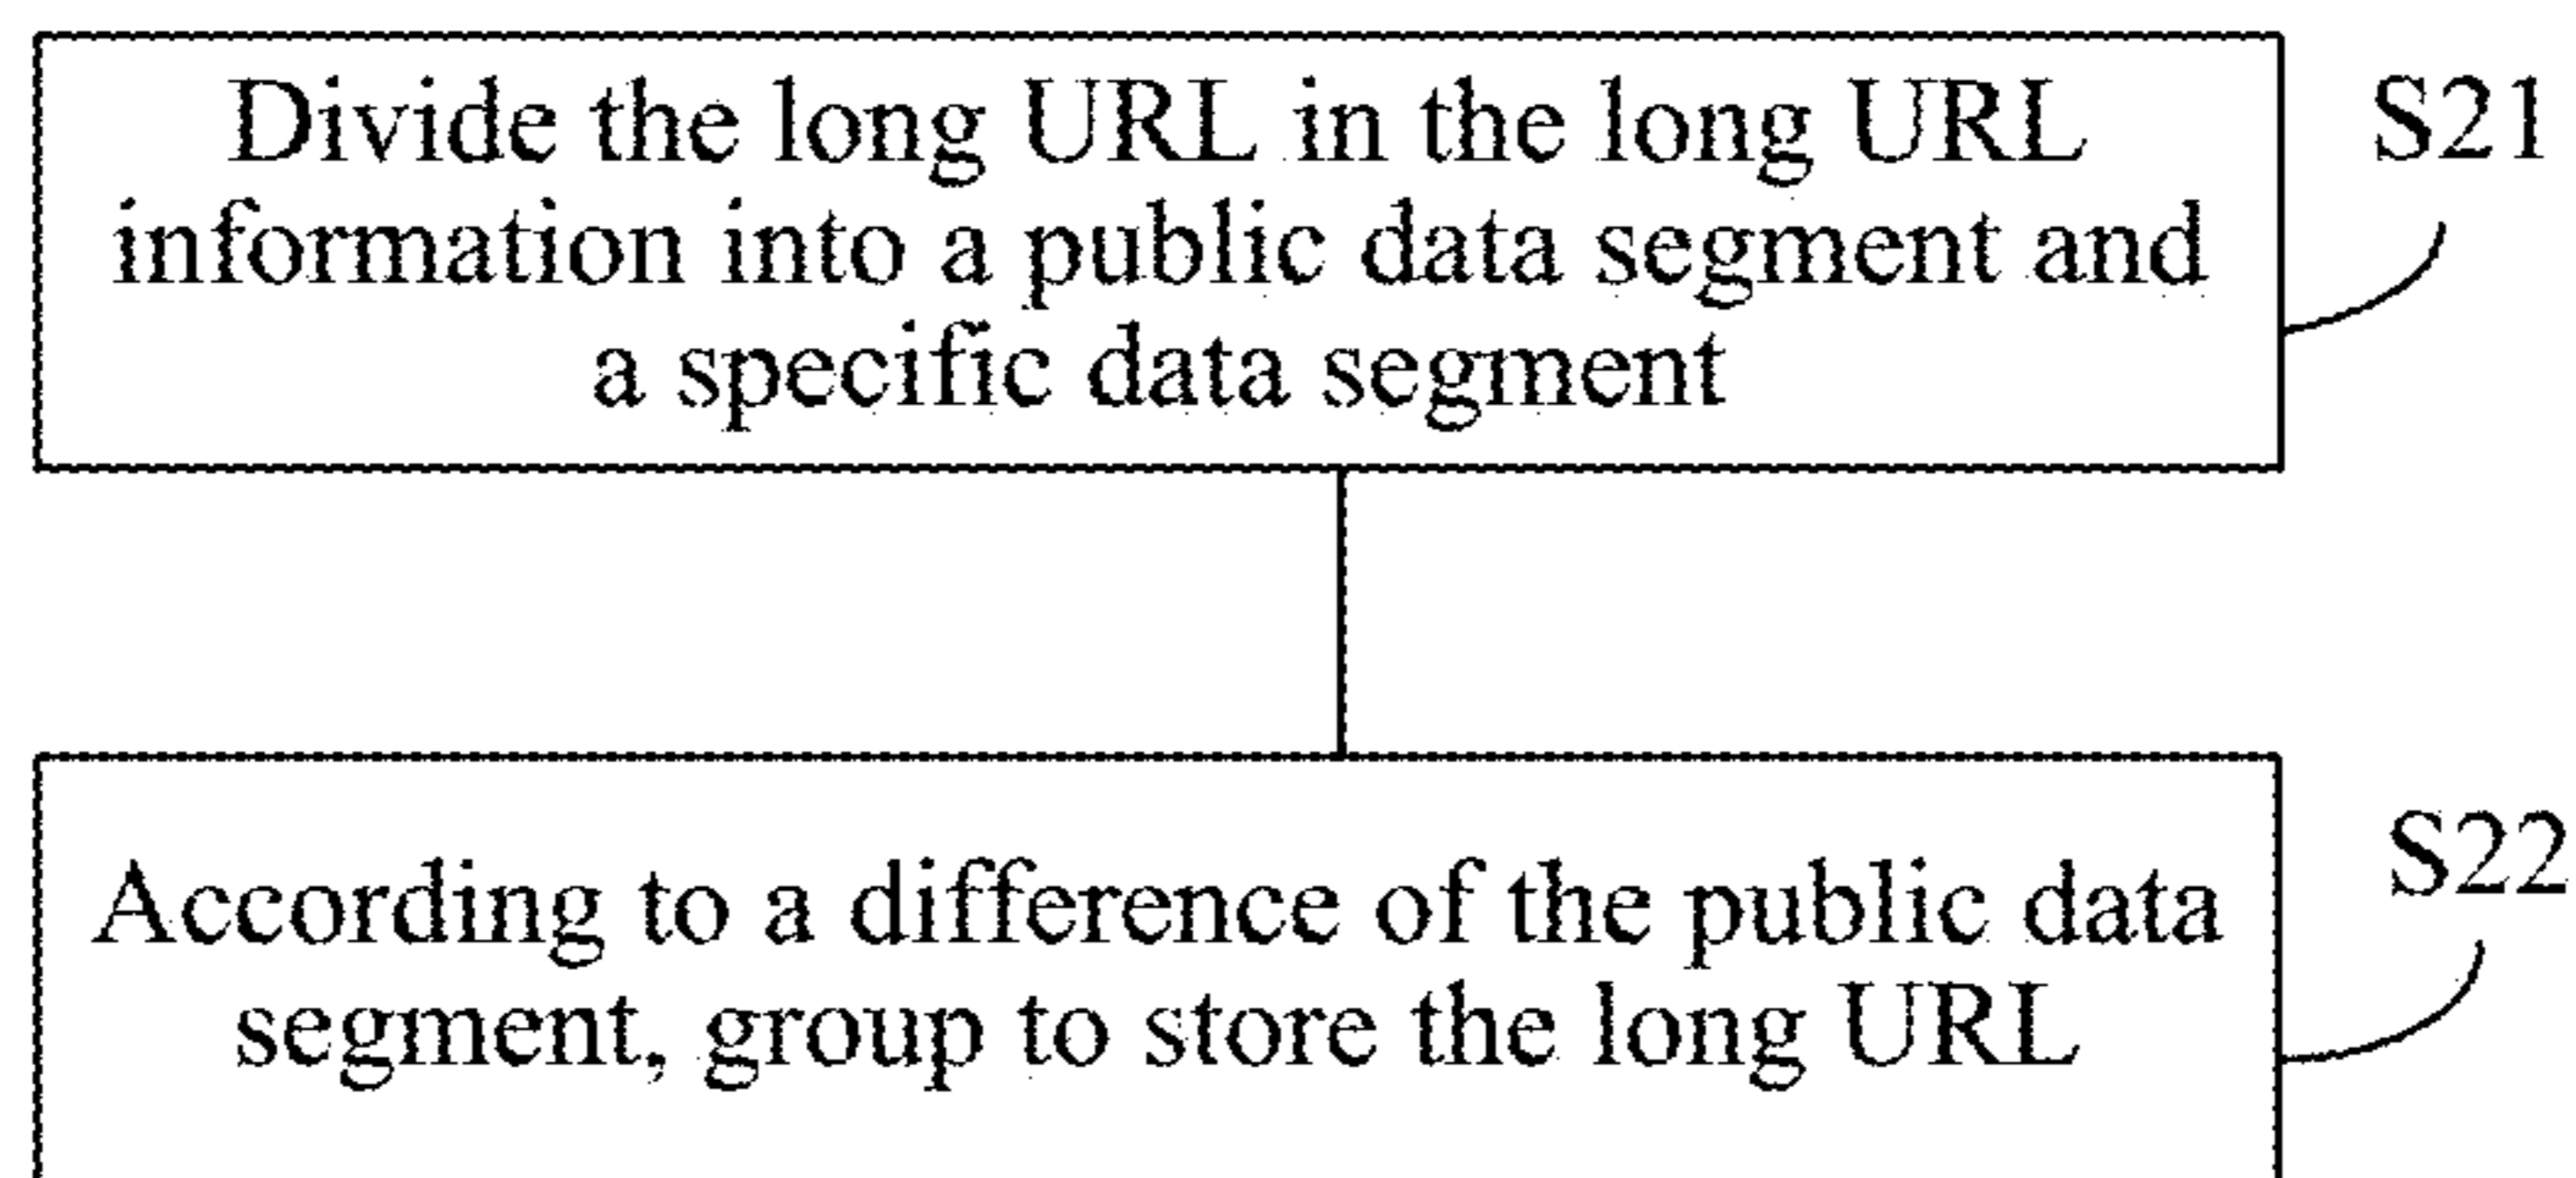 Divide the long URL in the long URL
S21
information into a public data segment and
a specific data segment
According to a difference of the public data
S22
segment, group to store the long URL